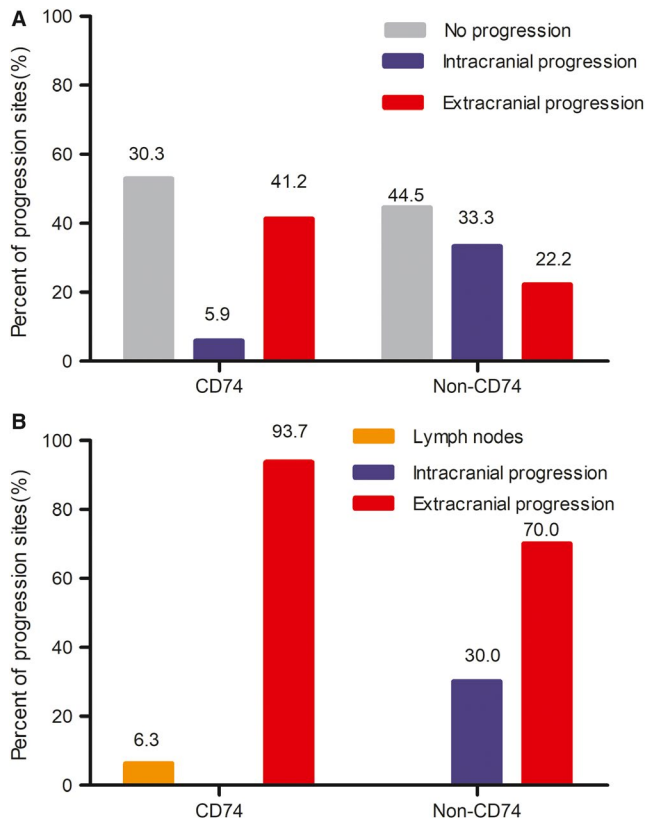 A
Percent of progression sites(%)
100
80
60
40
20
0
No progression
Intracranial progression
Extracranial progression
30.3
5.9
41.2
44.5
33.3
22.2
CD74
Non-CD74
B
Percent of progression sites(%)
100
80
60
40
20
0
Lymph nodes
Intracranial progression
Extracranial progression
6.3
93.7
30.0
70.0
CD74
Non-CD74